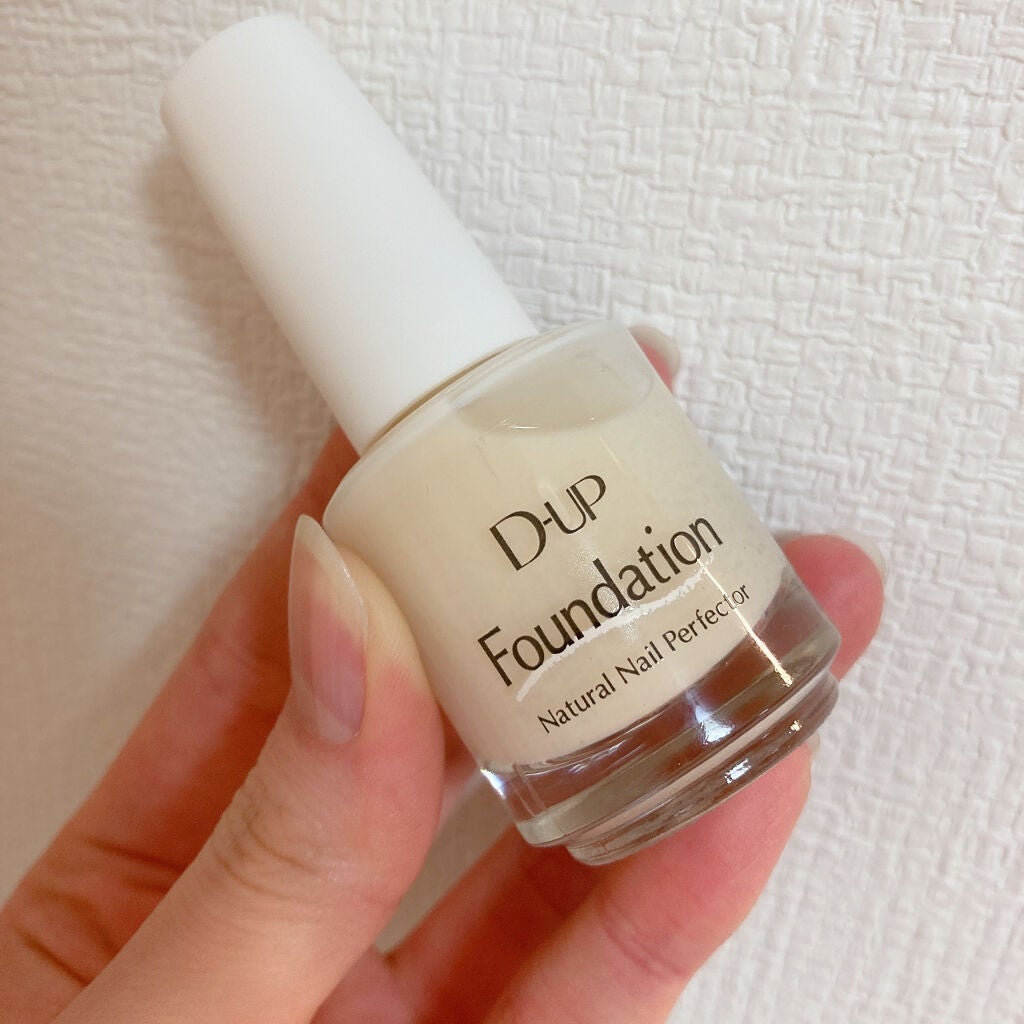 D-UP
Foundation
Natural Nail Perfector